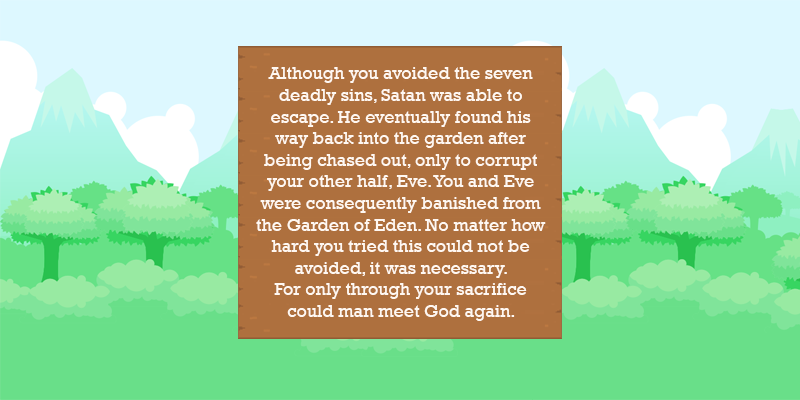 Although you avoided the seven
deadly sins, Satan was able to
escape. He eventually found his
way back into the garden after
being chased out, only to corrupt
your other half, Eve. You and Eve
were consequently banished from
the Garden of Eden. No matter how
hard you tried this could not be
avoided, it was necessary.
For only through your sacrifice
could man meet God again.